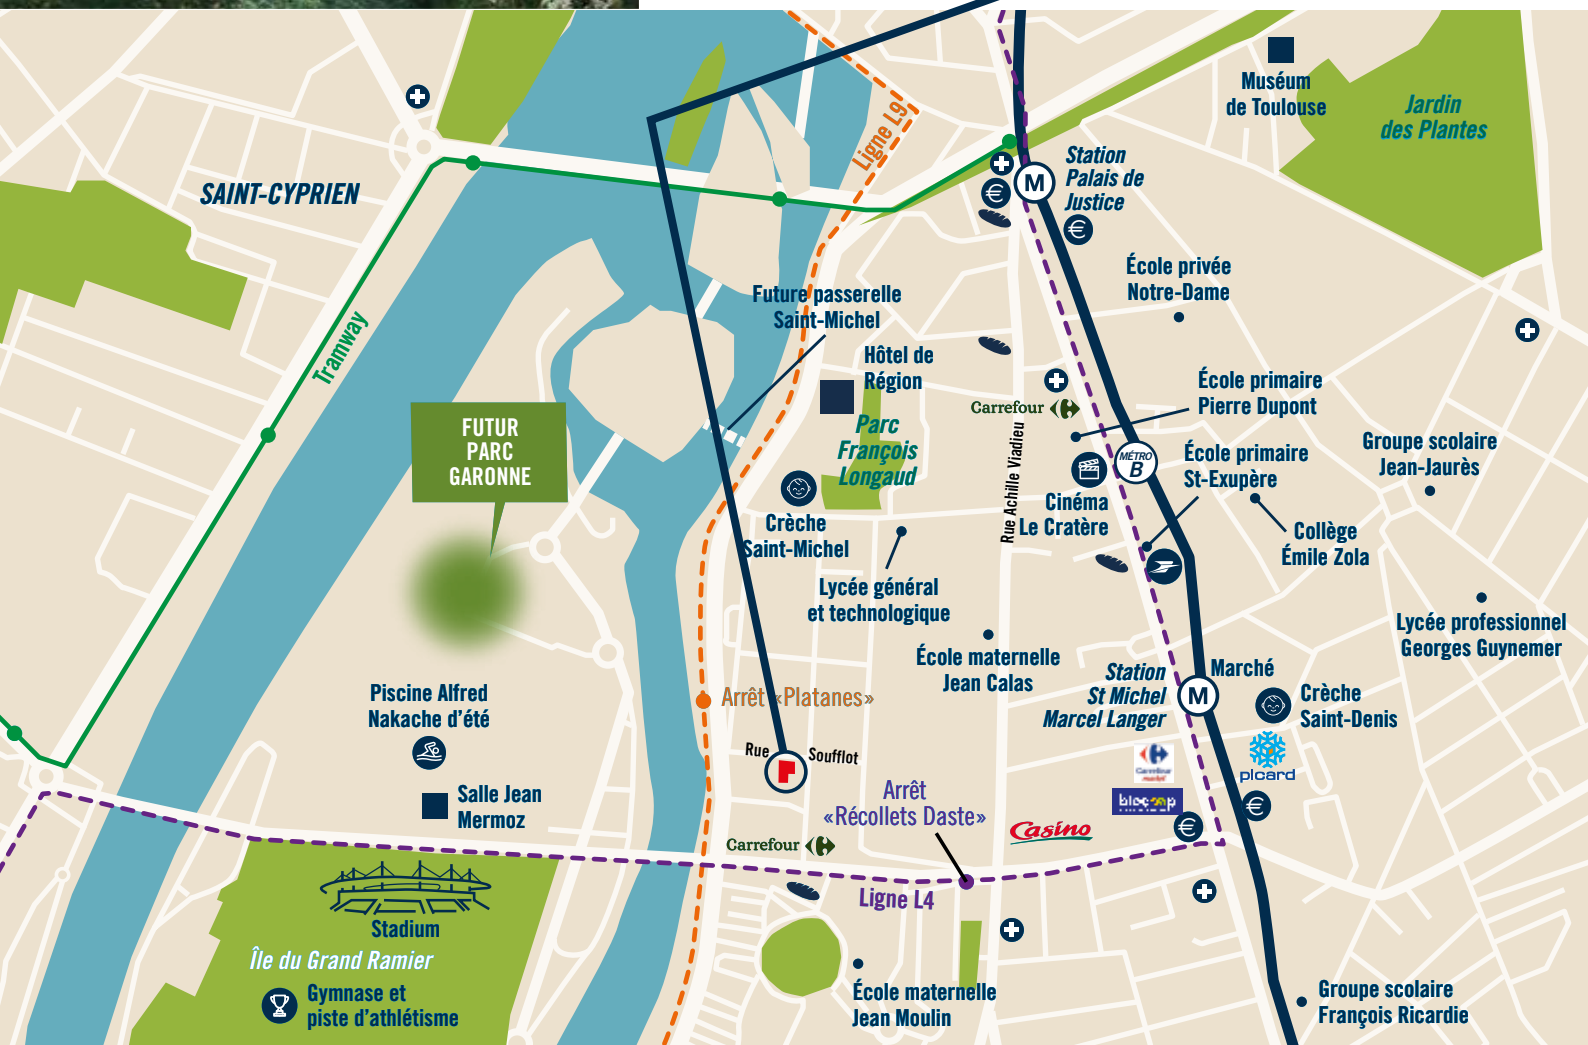 Muséum
de Toulouse
Jardin
des Plantes
Ligne L9
SAINT-CYPRIEN
Station
Palais de
Justice
M
€
€
École privée
Notre-Dame
Future passerelle
Saint-Michel
Tramway
Hôtel de
Région
École primaire
Pierre Dupont
Carrefour
Parc
François
Longaud
FUTUR
PARC
GARONNE
Rue Achille Viadieu
MÉTRO
B
École primaire
St-Exupère
Groupe scolaire
Jean-Jaurès
Cinéma
Le Cratère
Crèche
Saint-Michel
Collège
Émile Zola
Lycée général
et technologique
Lycée professionnel
Georges Guynemer
École maternelle
Jean Calas
Station
St Michel
Marcel Langer
M
Marché
Crèche
Saint-Denis
Piscine Alfred
Nakache d'été
Arrêt «Platanes»
Rue Soufflot
Carrefour
market
picard
Salle Jean
Mermoz
Arrêt
«Récollets Daste»
biocoop
€
€
Casino
Carrefour
Ligne L4
Stadium
Île du Grand Ramier
Gymnase et
piste d'athlétisme
École maternelle
Jean Moulin
Groupe scolaire
François Ricardie